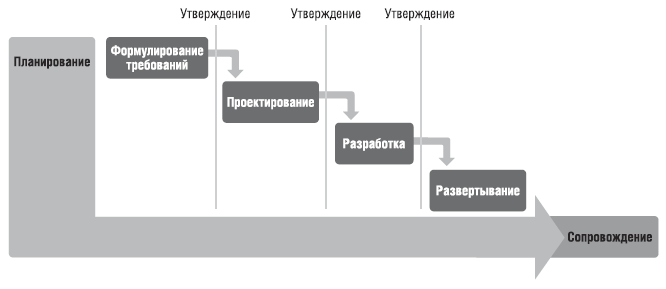 Утверждение Утверждение Утверждение
Планирование
Формулирование
требований
Проектирование
Разработка
Развертывание
Сопровождение